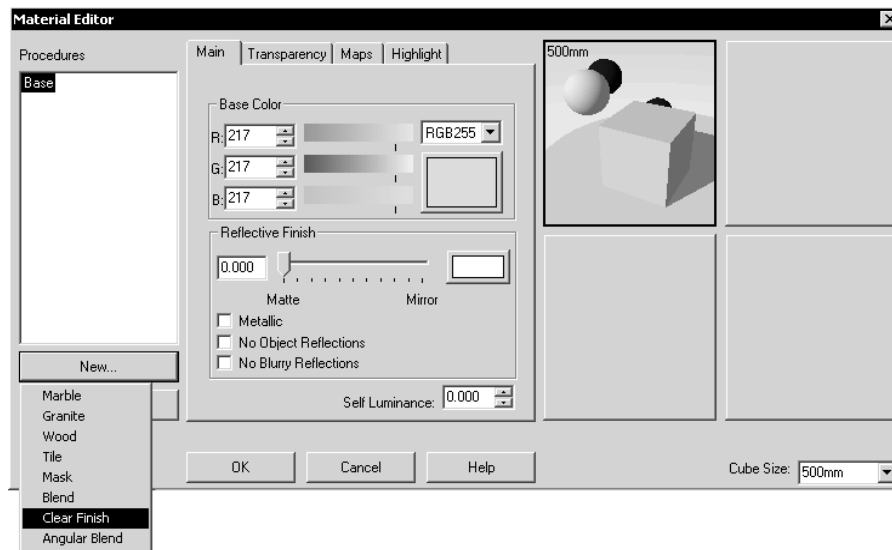 Material Editor
Procedures
Base
New...
Marble
Granite
Wood
Tile
Mask
Blend
Clear Finish
Angular Blend
Main Transparency Maps Highlight
Base Color
R: 217 RGB255
G: 217
B: 217
Reflective Finish
0.000
Matte Mirror
Metallic
No Object Reflections
No Blurry Reflections
Self Luminance: 0.000
OK Cancel Help
500mm
Cube Size: 500mm